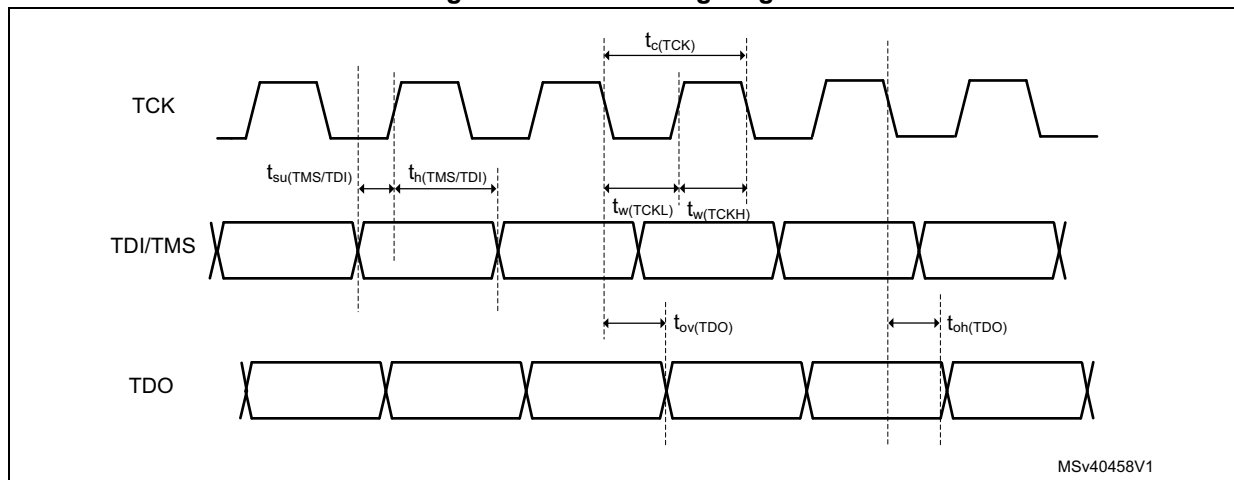 tc(TCK)
TCK
tsu(TMS/TDI)
th(TMS/TDI)
tw(TCKL)
tw(TCKH)
TDI/TMS
tov(TDO)
toh(TDO)
TDO
MSv40458V1